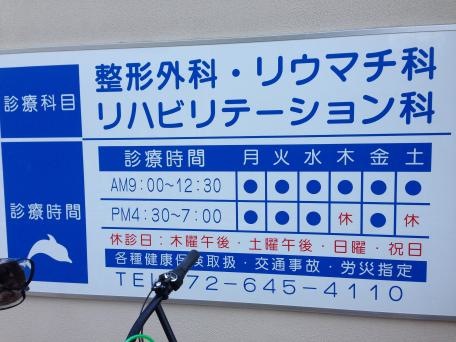 診療科目
整形外科・リウマチ科
リハビリテーション科
診療時間
診療時間 月 火 水 木 金 土
AM9:00~12:30 ● ● ● ● ● ●
PM4:30~7:00 ● ● ● 休 ● 休
休診日:木曜午後・土曜午後・日曜・祝日
各種健康保険取扱・交通事故・労災指定
TEL 72-645-4110